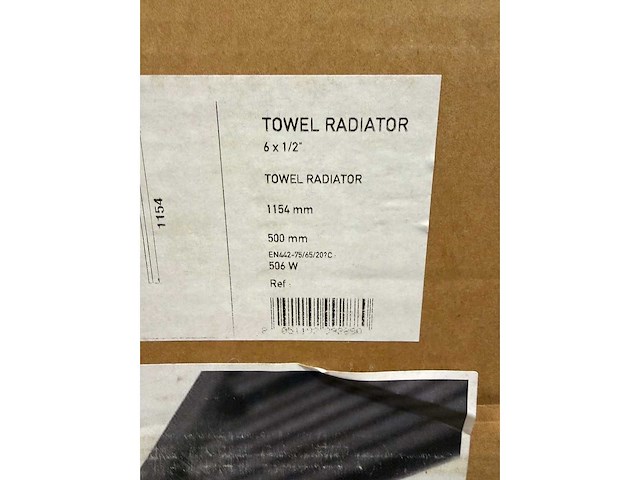 TOWEL RADIATOR
6 x 1/2"
TOWEL RADIATOR
1154 mm
500 mm
EN442-75/65/20?C
506 W
Ref
1154